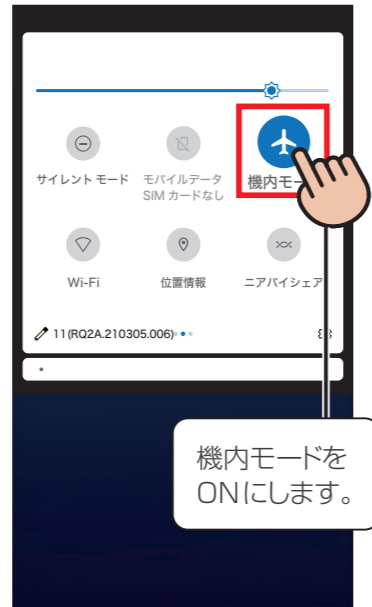 サイレント モード
モバイルデータ
SIM カードなし
機内モー
Wi-Fi
位置情報
ニアバイシェア
11 (RQ2A.210305.006)
機内モードを
ONにします。